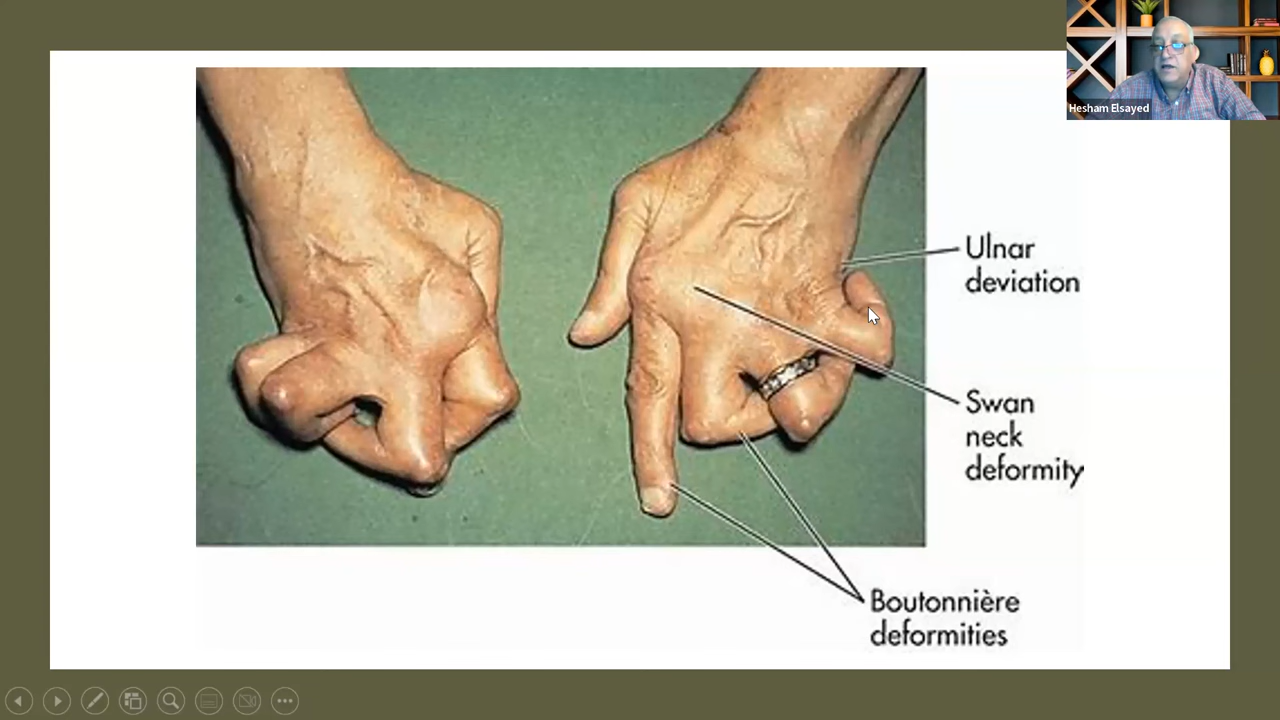 Hesham Elsayed
Ulnar
deviation
Swan
neck
deformity
Boutonnière
deformities